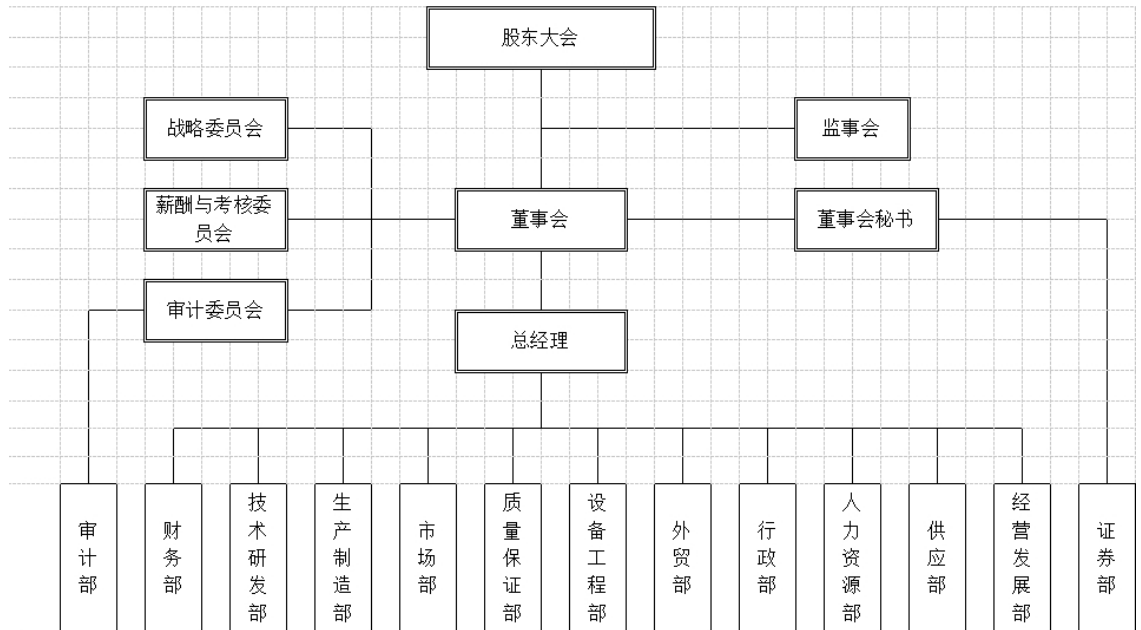 股东大会
战略委员会
监事会
薪酬与考核委
员会
董事会
董事会秘书
审计委员会
总经理
审计部
财务部
技术研发部
生产制造部
市场部
质量保证部
设备工程部
外贸部
行政部
人力资源部
供应部
经营发展部
证券部